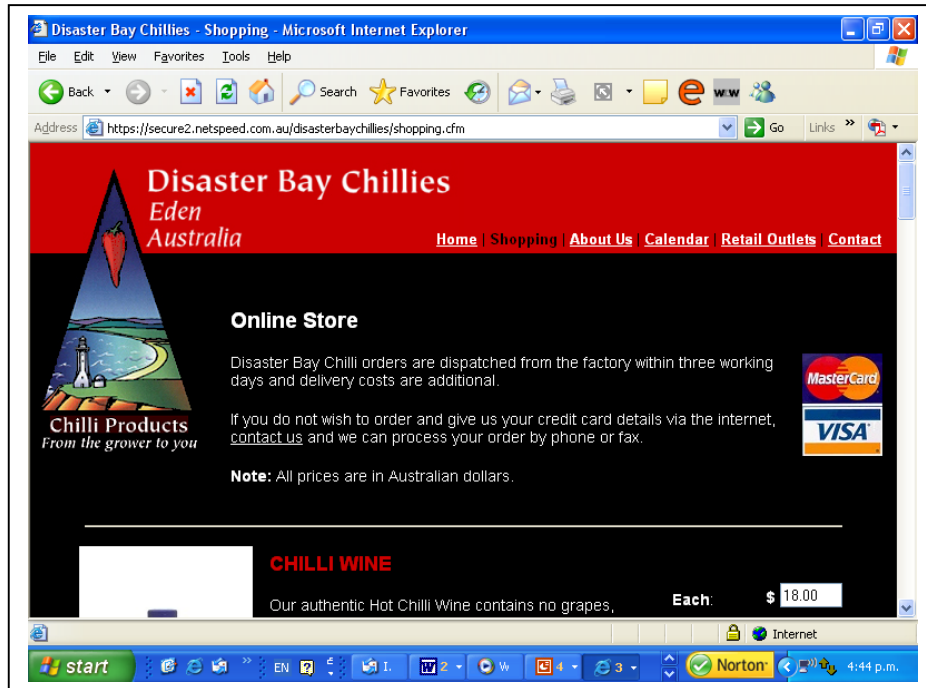 Disaster Bay Chillies - Shopping - Microsoft Internet Explorer
File Edit View Favorites Tools Help
Back Search Favorites W:W
Address https://secure2.netspeed.com.au/disasterbaychillies/shopping.cfm Go Links »
Disaster Bay Chillies
Eden
Australia
Home | Shopping | About Us | Calendar | Retail Outlets | Contact
Online Store
Disaster Bay Chilli orders are dispatched from the factory within three working
days and delivery costs are additional.
MasterCard
If you do not wish to order and give us your credit card details via the internet,
contact us and we can process your order by phone or fax.
VISA
Chilli Products
From the grower to you
Note: All prices are in Australian dollars.
CHILLI WINE
Our authentic Hot Chilli Wine contains no grapes,
Each: $ 18.00
Internet
start » EN I. 2 W 4 3 Norton 4:44 p.m.